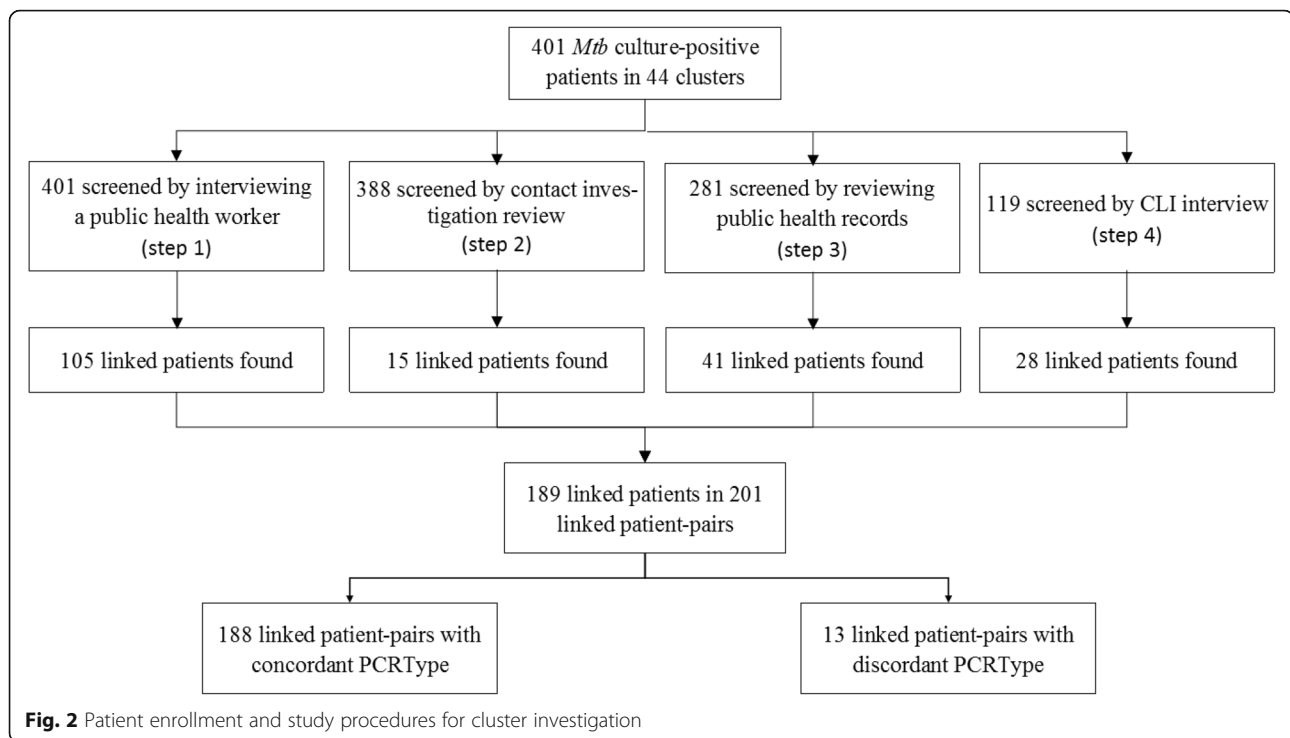 401 Mtb culture-positive
patients in 44 clusters
401 screened by interviewing
a public health worker
(step 1)
388 screened by contact inves-
tigation review
(step 2)
281 screened by reviewing
public health records
(step 3)
119 screened by CLI interview
(step 4)
105 linked patients found
15 linked patients found
41 linked patients found
28 linked patients found
189 linked patients in 201
linked patient-pairs
188 linked patient-pairs with
concordant PCRType
13 linked patient-pairs with
discordant PCRType
Fig. 2 Patient enrollment and study procedures for cluster investigation